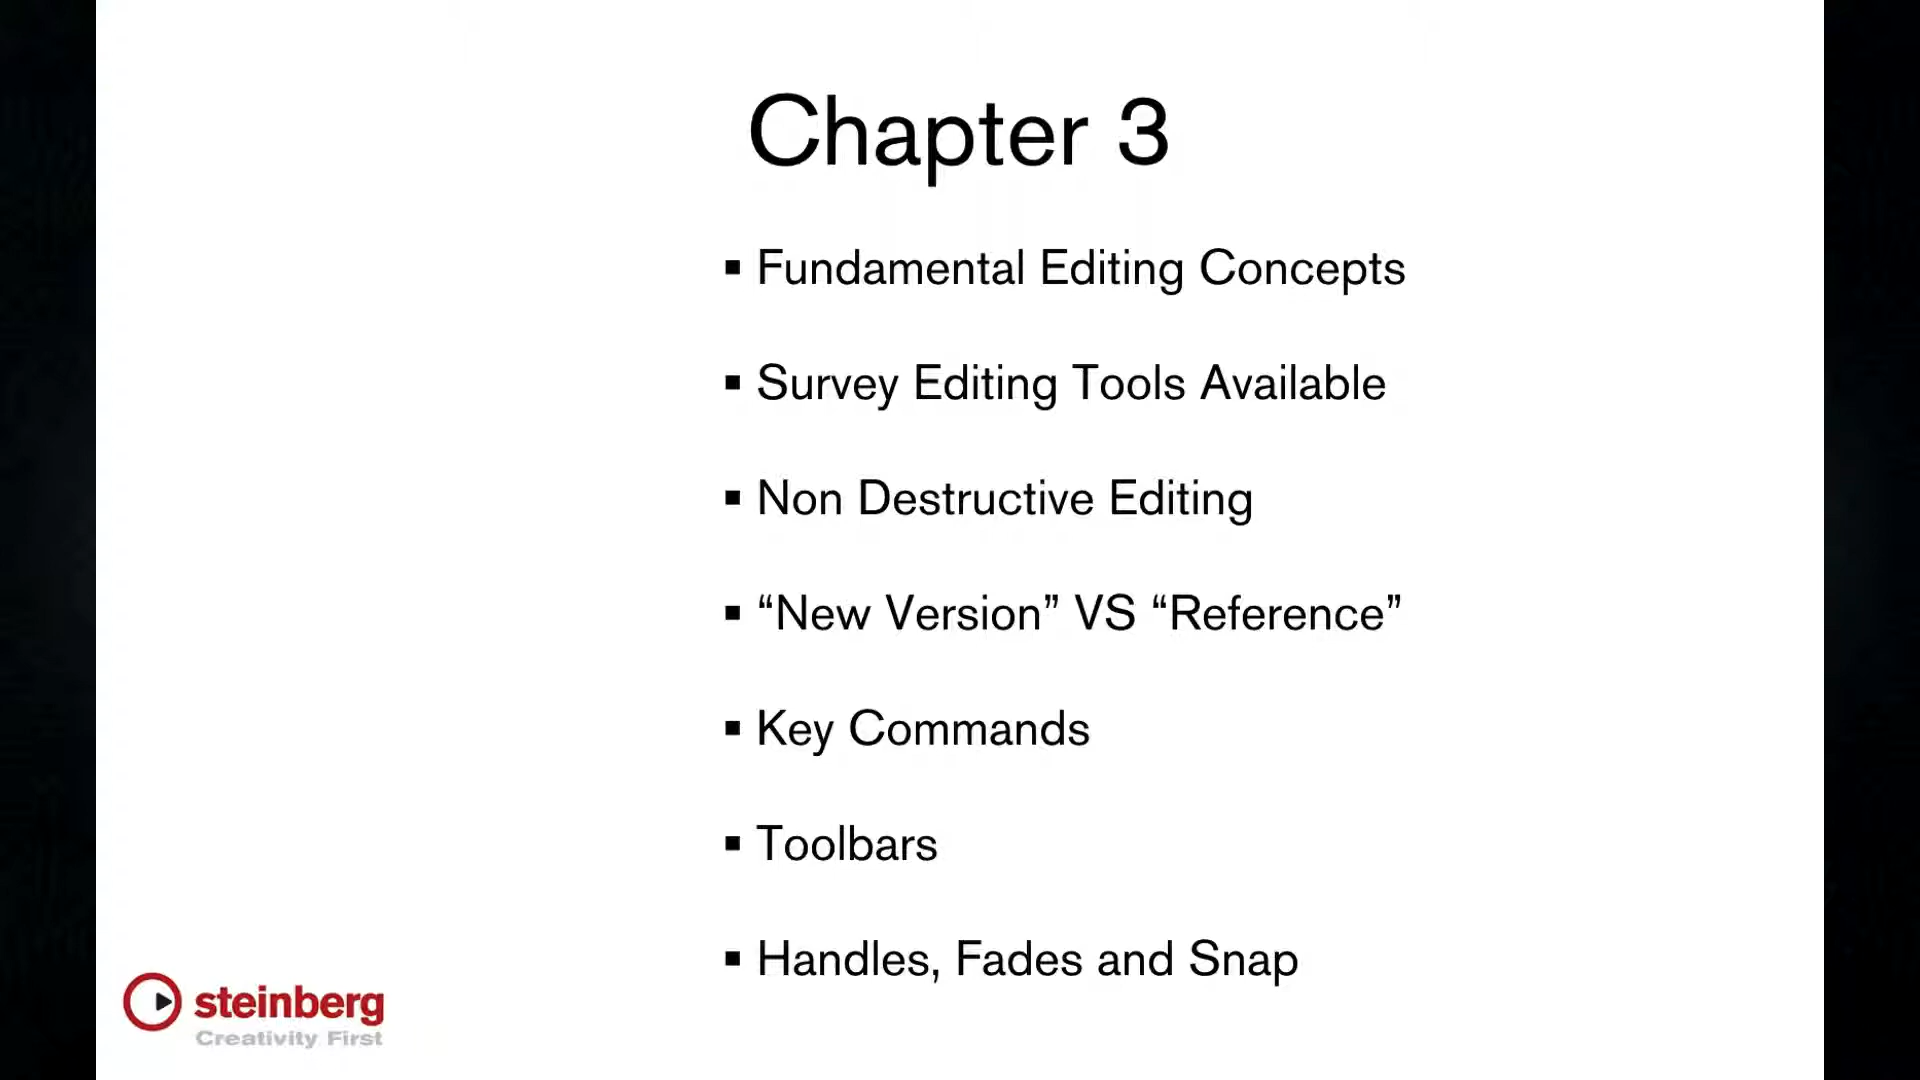 Chapter 3
▪ Fundamental Editing Concepts
▪ Survey Editing Tools Available
▪ Non Destructive Editing
▪ “New Version” VS “Reference”
▪ Key Commands
▪ Toolbars
▪ Handles, Fades and Snap
steinberg
Creativity First